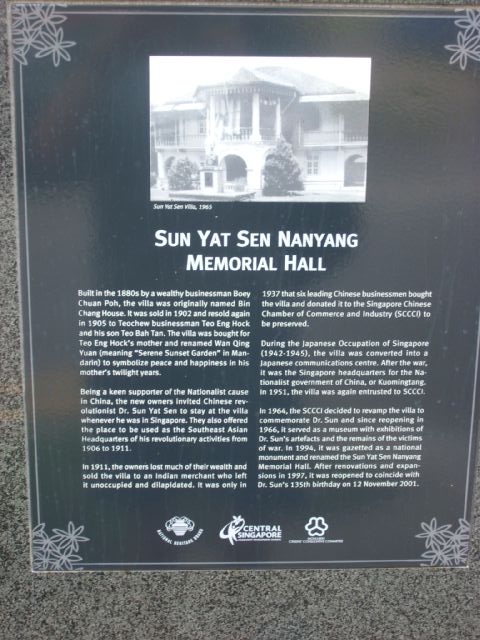 Sun Yat Sen Villa, 1965
SUN YAT SEN NANYANG
MEMORIAL HALL
Built in the 1880s by a wealthy businessman Boey
Chuan Poh, the villa was originally named Bin
Chang House. It was sold in 1902 and resold again
in 1905 to Teochew businessman Teo Eng Hock
and his son Teo Bah Tan. The villa was bought for
Teo Eng Hock's mother and renamed Wan Qing
Yuan (meaning "Serene Sunset Garden" in Man-
darin) to symbolize peace and happiness in his
mother's twilight years.
Being a keen supporter of the Nationalist cause
in China, the new owners invited Chinese rev-
olutionist Dr. Sun Yat Sen to stay at the villa
whenever he was in Singapore. They also offered
the place to be used as the Southeast Asian
Headquarters of his revolutionary activities from
1906 to 1911.
In 1911, the owners lost much of their wealth and
sold the villa to an Indian merchant who left
it unoccupied and dilapidated. It was only in
1937 that six leading Chinese businessmen bought
the villa and donated it to the Singapore Chinese
Chamber of Commerce and Industry (SCCCI) to
be preserved.
During the Japanese Occupation of Singapore
(1942-1945), the villa was converted into a
Japanese communications centre. After the war,
it was the Singapore headquarters for the Na-
tionalist government of China, or Kuomingtang.
In 1951, the villa was again entrusted to SCCCI.
In 1964, the SCCCI decided to revamp the villa to
commemorate Dr. Sun and since reopening in
1966, it served as a museum with exhibitions of
Dr. Sun's artefacts and the remains of the victims
of war. In 1994, it was gazetted as a national
monument and renamed the Sun Yat Sen Nanyang
Memorial Hall. After renovations and expan-
sions in 1997, it was reopened to coincide with
Dr. Sun's 135th birthday on 12 November 2001.
NATIONAL HERITAGE BOARD
CENTRAL
SINGAPORE
CITIZENS' CONSULTATIVE COMMITTEE